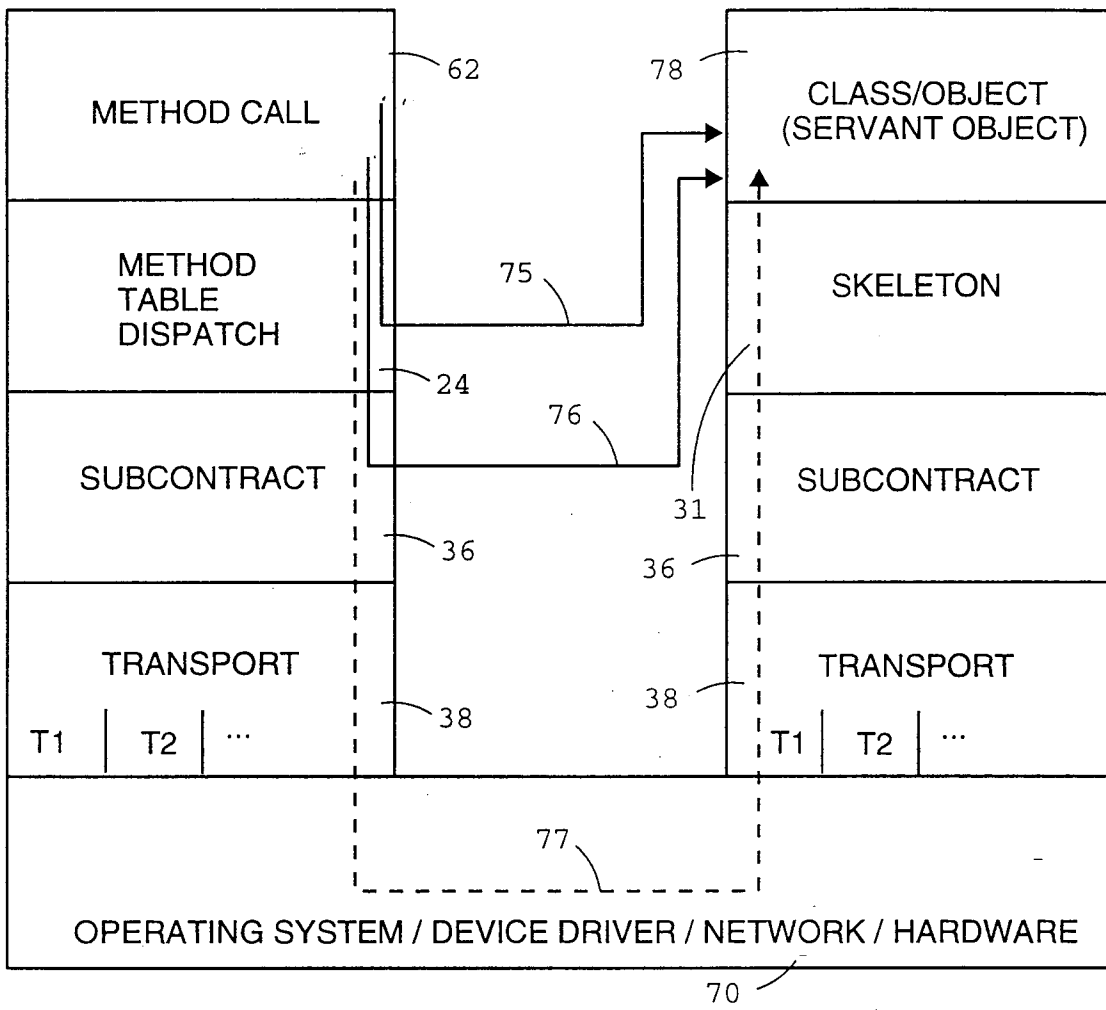 62
METHOD CALL
78
CLASS/OBJECT
(SERVANT OBJECT)
METHOD
TABLE
DISPATCH
75
SKELETON
24
76
SUBCONTRACT
31
SUBCONTRACT
36
36
TRANSPORT
38
T1 T2 ...
TRANSPORT
38
T1 T2 ...
77
OPERATING SYSTEM / DEVICE DRIVER / NETWORK / HARDWARE
70